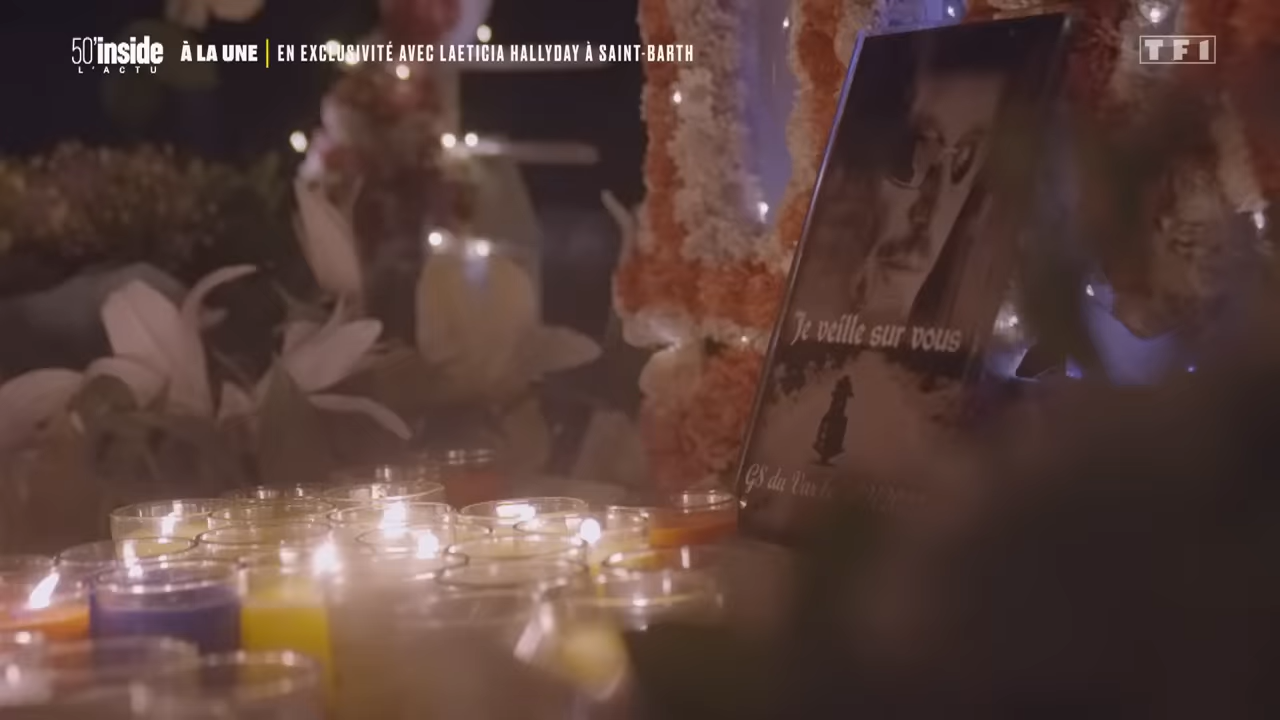 50'inside
L'ACTU
À LA UNE | EN EXCLUSIVITÉ AVEC LAETICIA HALLYDAY À SAINT-BARTH
TF1
Je veille sur vous
GS du Var